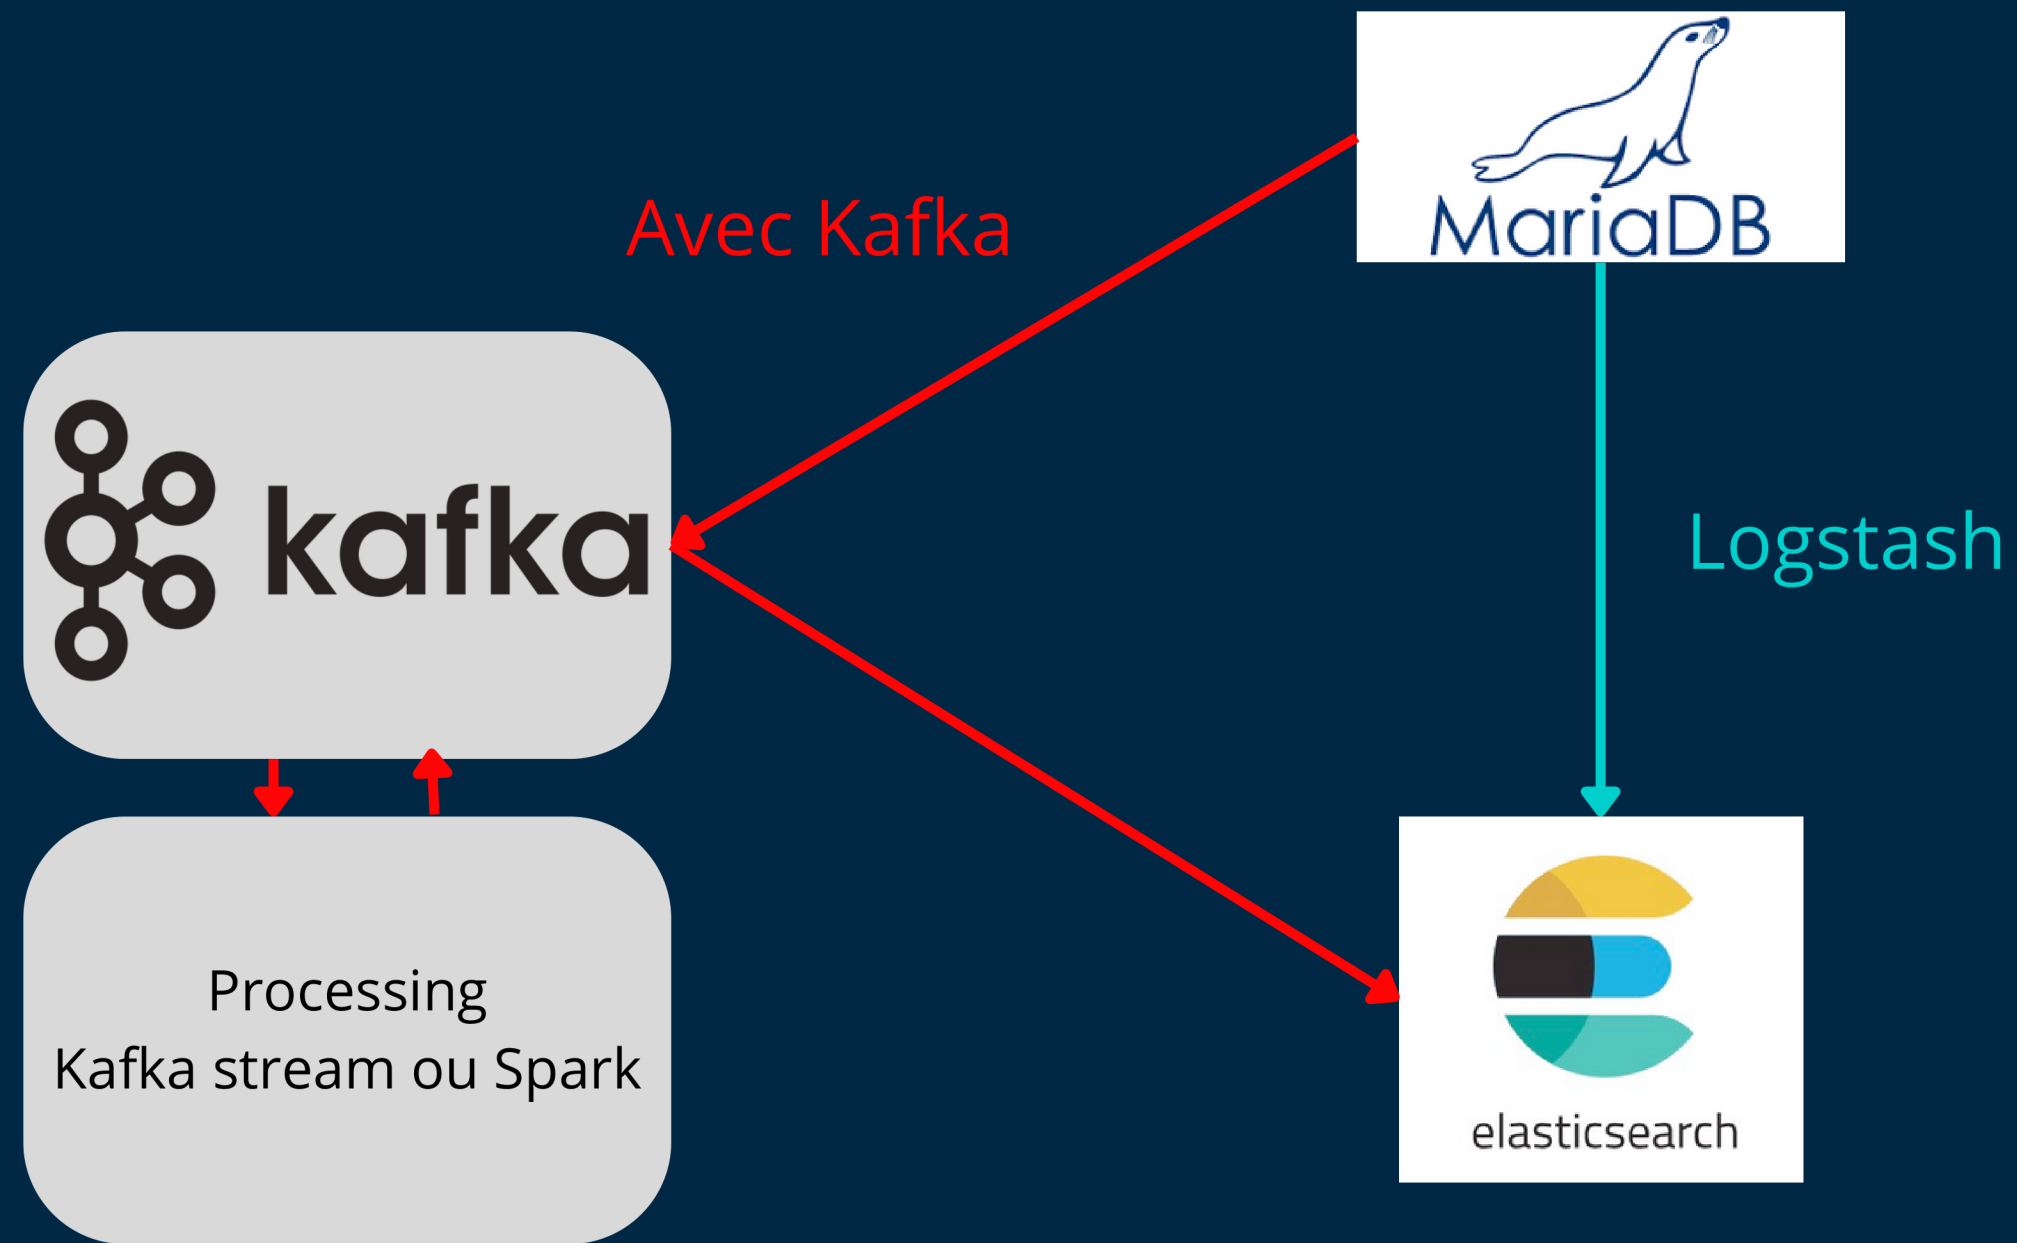 MariaDB
Avec Kafka
kafka
Logstash
Processing
Kafka stream ou Spark
elasticsearch